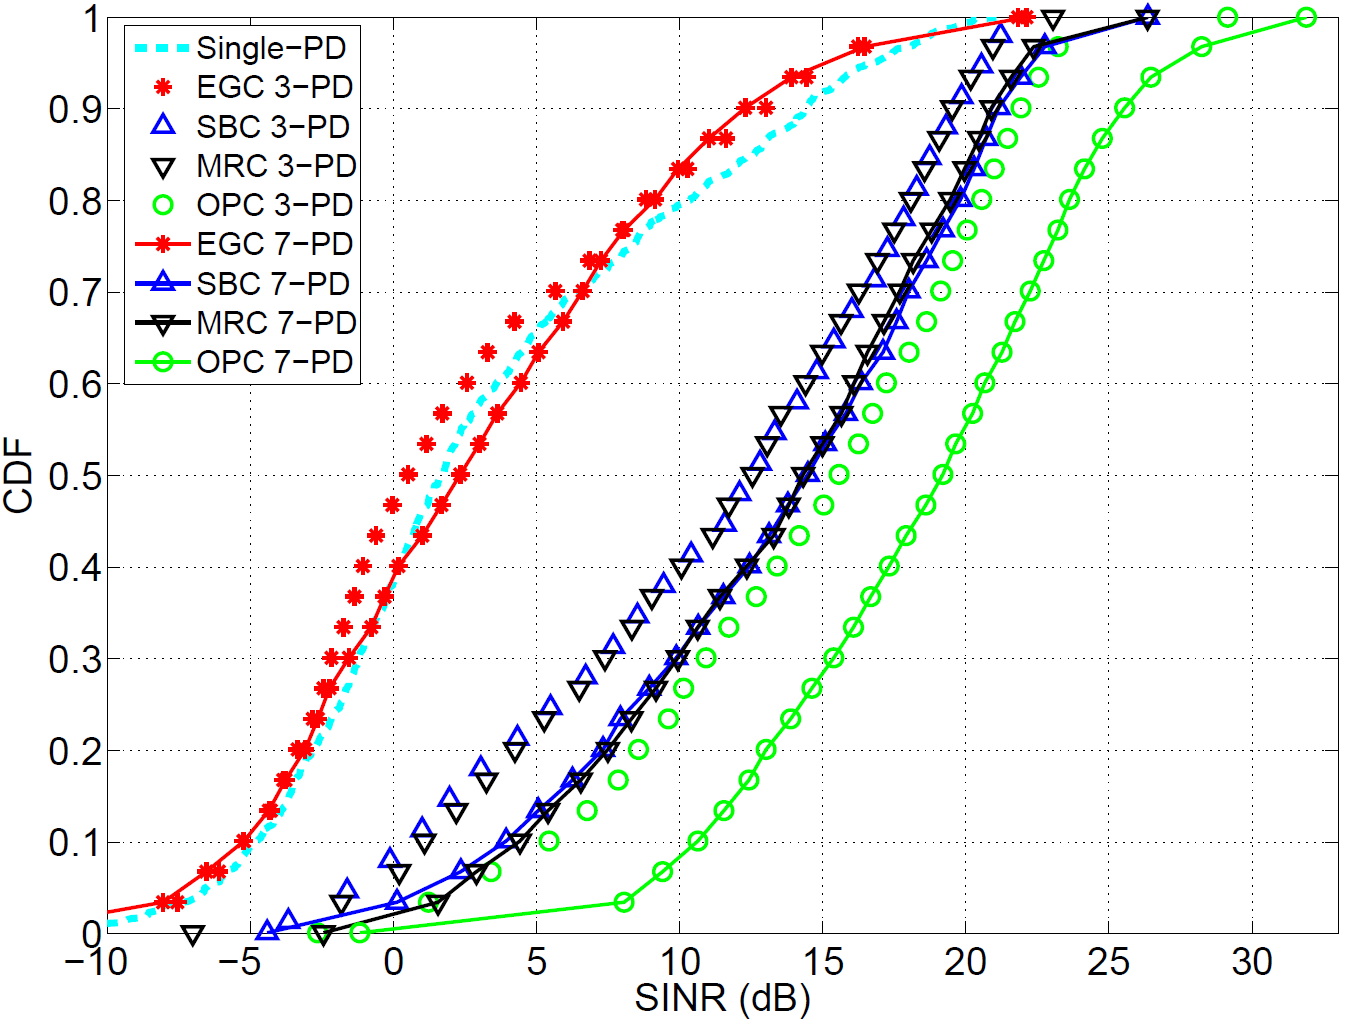 1
0.9
0.8
0.7
0.6
0.5
0.4
0.3
0.2
0.1
0
CDF
Single−PD
EGC 3−PD
SBC 3−PD
MRC 3−PD
OPC 3−PD
EGC 7−PD
SBC 7−PD
MRC 7−PD
OPC 7−PD
−10 −5 0 5 10 15 20 25 30
SINR (dB)